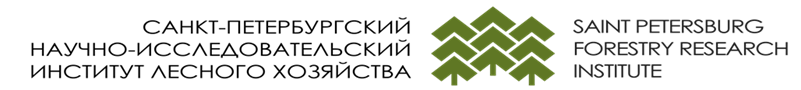 САНКТ-ПЕТЕРБУРГСКИЙ
НАУЧНО-ИССЛЕДОВАТЕЛЬСКИЙ
ИНСТИТУТ ЛЕСНОГО ХОЗЯЙСТВА
SAINT PETERSBURG
FORESTRY RESEARCH
INSTITUTE